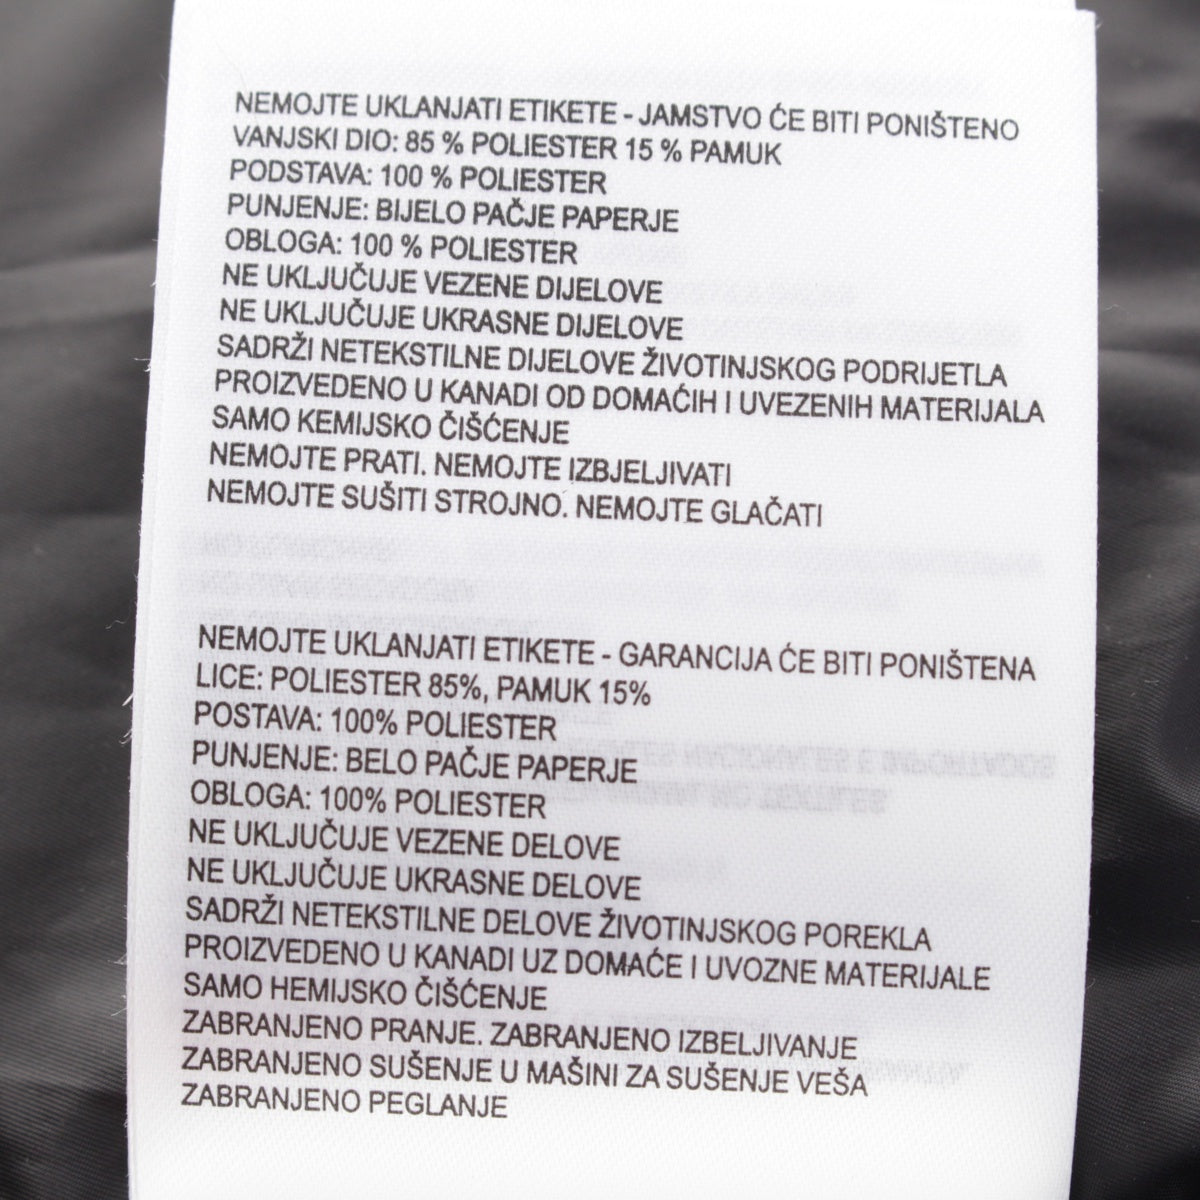 NEMOJTE UKLANJATI ETIKETE - JAMSTVO ĆE BITI PONIŠTENO
VANJSKI DIO: 85 % POLIESTER 15 % PAMUK
PODSTAVA: 100 % POLIESTER
PUNJENJE: BIJELO PAČJE PAPERJE
OBLOGA: 100 % POLIESTER
NE UKLJUČUJE VEZENE DIJELOVE
NE UKLJUČUJE UKRASNE DIJELOVE
SADRŽI NETEKSTILNE DIJELOVE ŽIVOTINJSKOG PODRIJETLA
PROIZVEDENO U KANADI OD DOMAĆIH I UVEZENIH MATERIJALA
SAMO KEMIJSKO ČIŠĆENJE
NEMOJTE PRATI. NEMOJTE IZBJELJIVATI
NEMOJTE SUŠITI STROJNO. NEMOJTE GLAČATI
NEMOJTE UKLANJATI ETIKETE - GARANCIJA ĆE BITI PONIŠTENA
LICE: POLIESTER 85%, PAMUK 15%
POSTAVA: 100% POLIESTER
PUNJENJE: BELO PAČJE PAPERJE
OBLOGA: 100% POLIESTER
NE UKLJUČUJE VEZENE DELOVE
NE UKLJUČUJE UKRASNE DELOVE
SADRŽI NETEKSTILNE DELOVE ŽIVOTINJSKOG POREKLA
PROIZVEDENO U KANADI UZ DOMAĆE I UVOZNE MATERIJALE
SAMO HEMIJSKO ČIŠĆENJE
ZABRANJENO PRANJE. ZABRANJENO IZBELJIVANJE
ZABRANJENO SUŠENJE U MAŠINI ZA SUŠENJE VEŠA
ZABRANJENO PEGLANJE